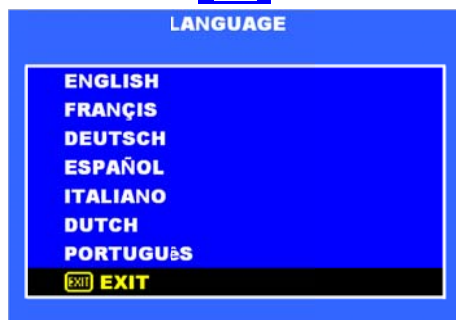 LANGUAGE
ENGLISH
FRANÇIS
DEUTSCH
ESPAÑOL
ITALIANO
DUTCH
PORTUGUèS
EXIT EXIT